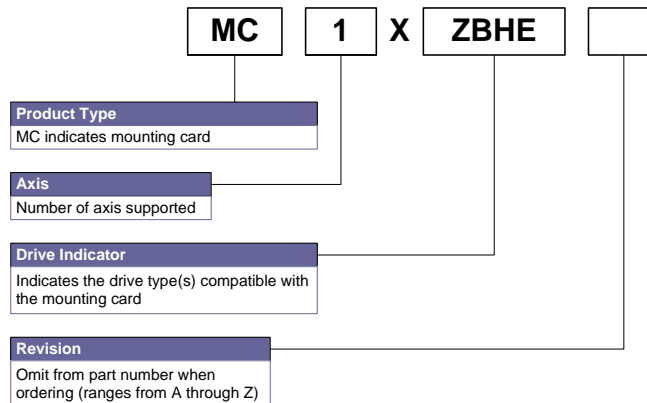 MC 1 X ZBHE
Product Type
MC indicates mounting card
Axis
Number of axis supported
Drive Indicator
Indicates the drive type(s) compatible with
the mounting card
Revision
Omit from part number when
ordering (ranges from A through Z)